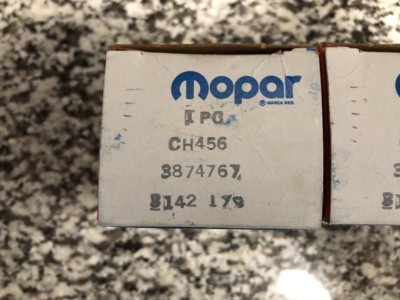 mopar
® MARCA REG.
1 PC.
CH456
3874767
8142 179